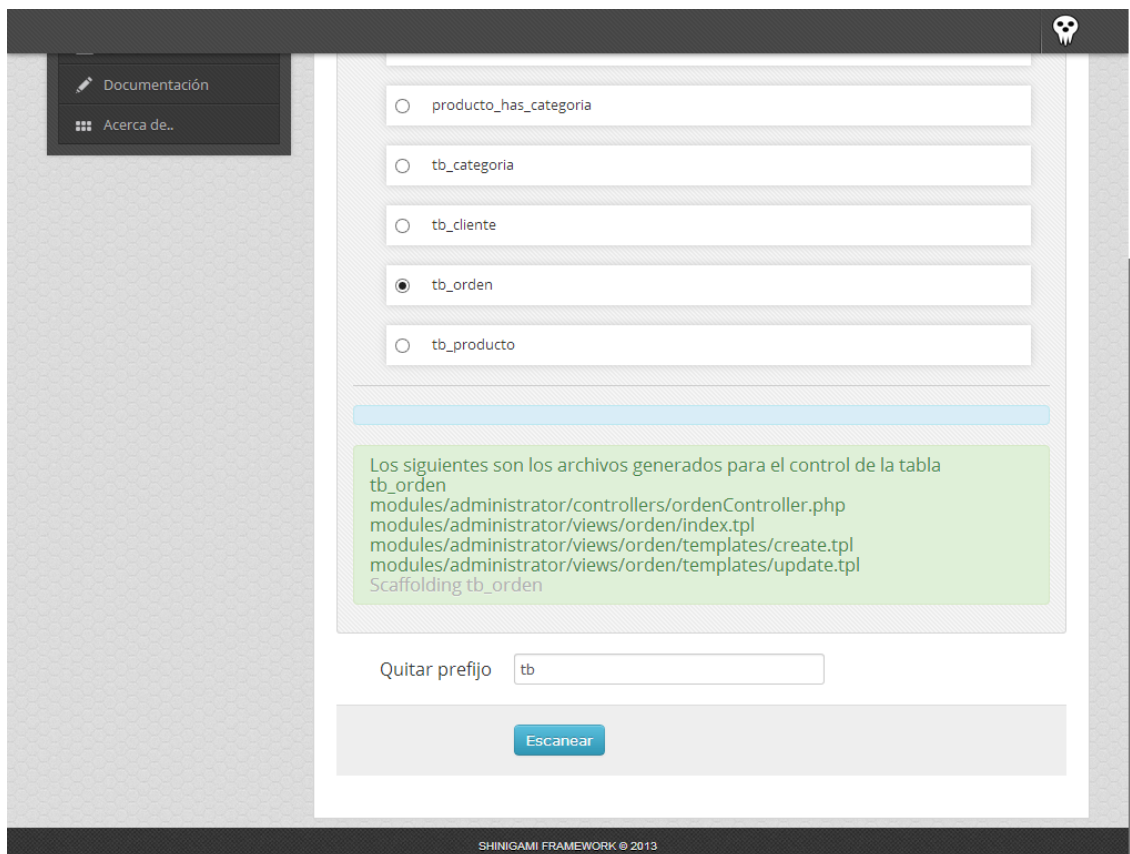 Documentación
Acerca de..
producto_has_categoria
tb_categoria
tb_cliente
tb_orden
tb_producto
Los siguientes son los archivos generados para el control de la tabla
tb_orden
modules/administrator/controllers/ordenController.php
modules/administrator/views/orden/index.tpl
modules/administrator/views/orden/templates/create.tpl
modules/administrator/views/orden/templates/update.tpl
Scaffolding tb_orden
Quitar prefijo
tb
Escanear
SHINIGAMI FRAMEWORK © 2013